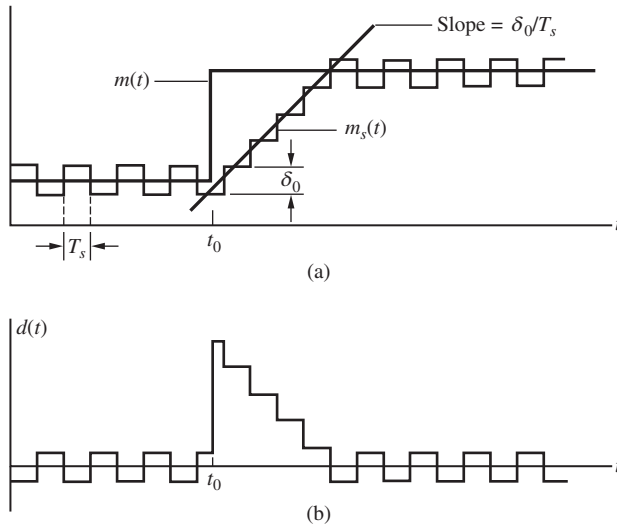 Slope = δ₀/Tₛ
m(t)
mₛ(t)
δ₀
Tₛ
t₀
t
(a)
d(t)
t₀
t
(b)